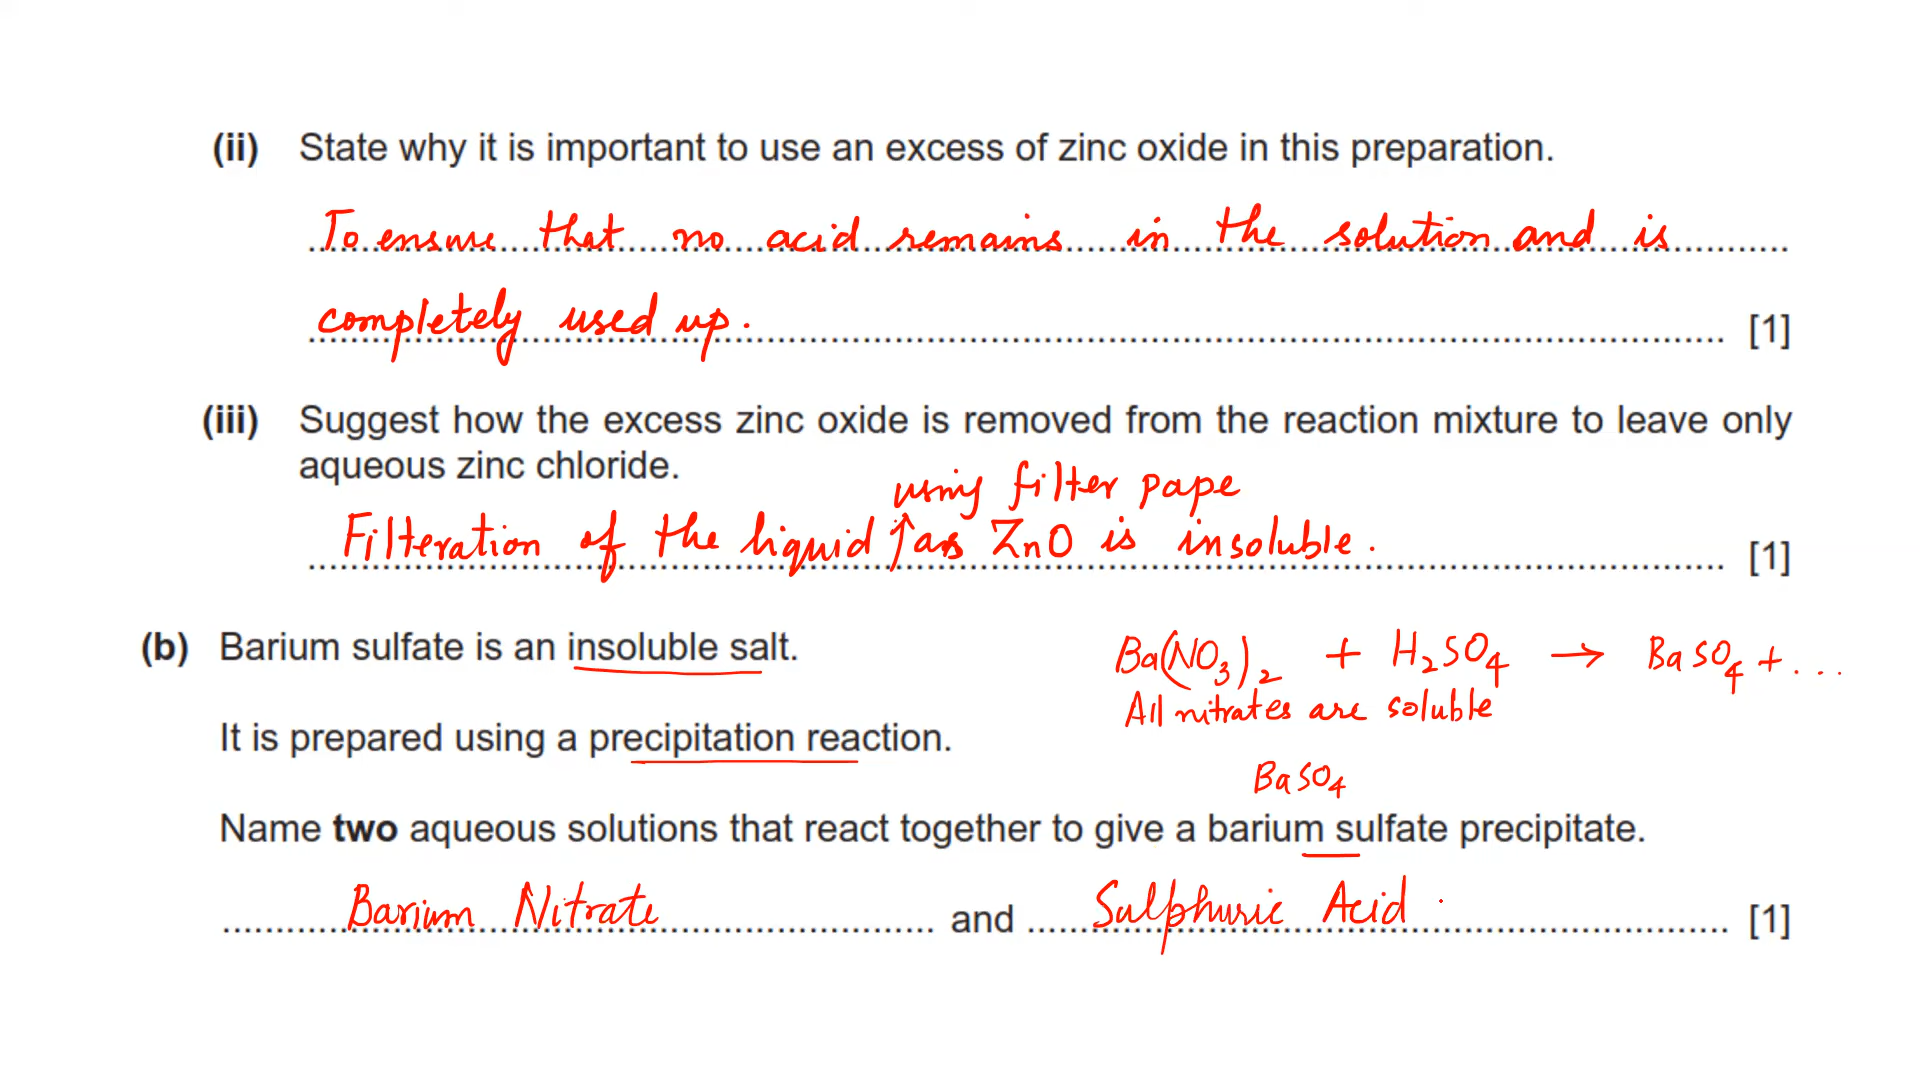 (ii) State why it is important to use an excess of zinc oxide in this preparation.
To ensure that no acid remains in the solution and is
completely used up. [1]
(iii) Suggest how the excess zinc oxide is removed from the reaction mixture to leave only
aqueous zinc chloride.
using filter pape
Filteration of the liquid ↑ as ZnO is insoluble. [1]
(b) Barium sulfate is an insoluble salt.
Ba(NO₃)₂ + H₂SO₄ → BaSO₄ + ...
All nitrates are soluble
It is prepared using a precipitation reaction.
BaSO₄
Name two aqueous solutions that react together to give a barium sulfate precipitate.
Barium Nitrate and Sulphuric Acid. [1]